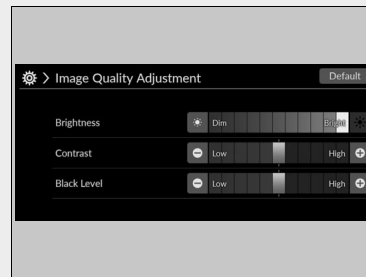 Image Quality Adjustment
Default
Brightness Dim Bright
Contrast Low High
Black Level Low High